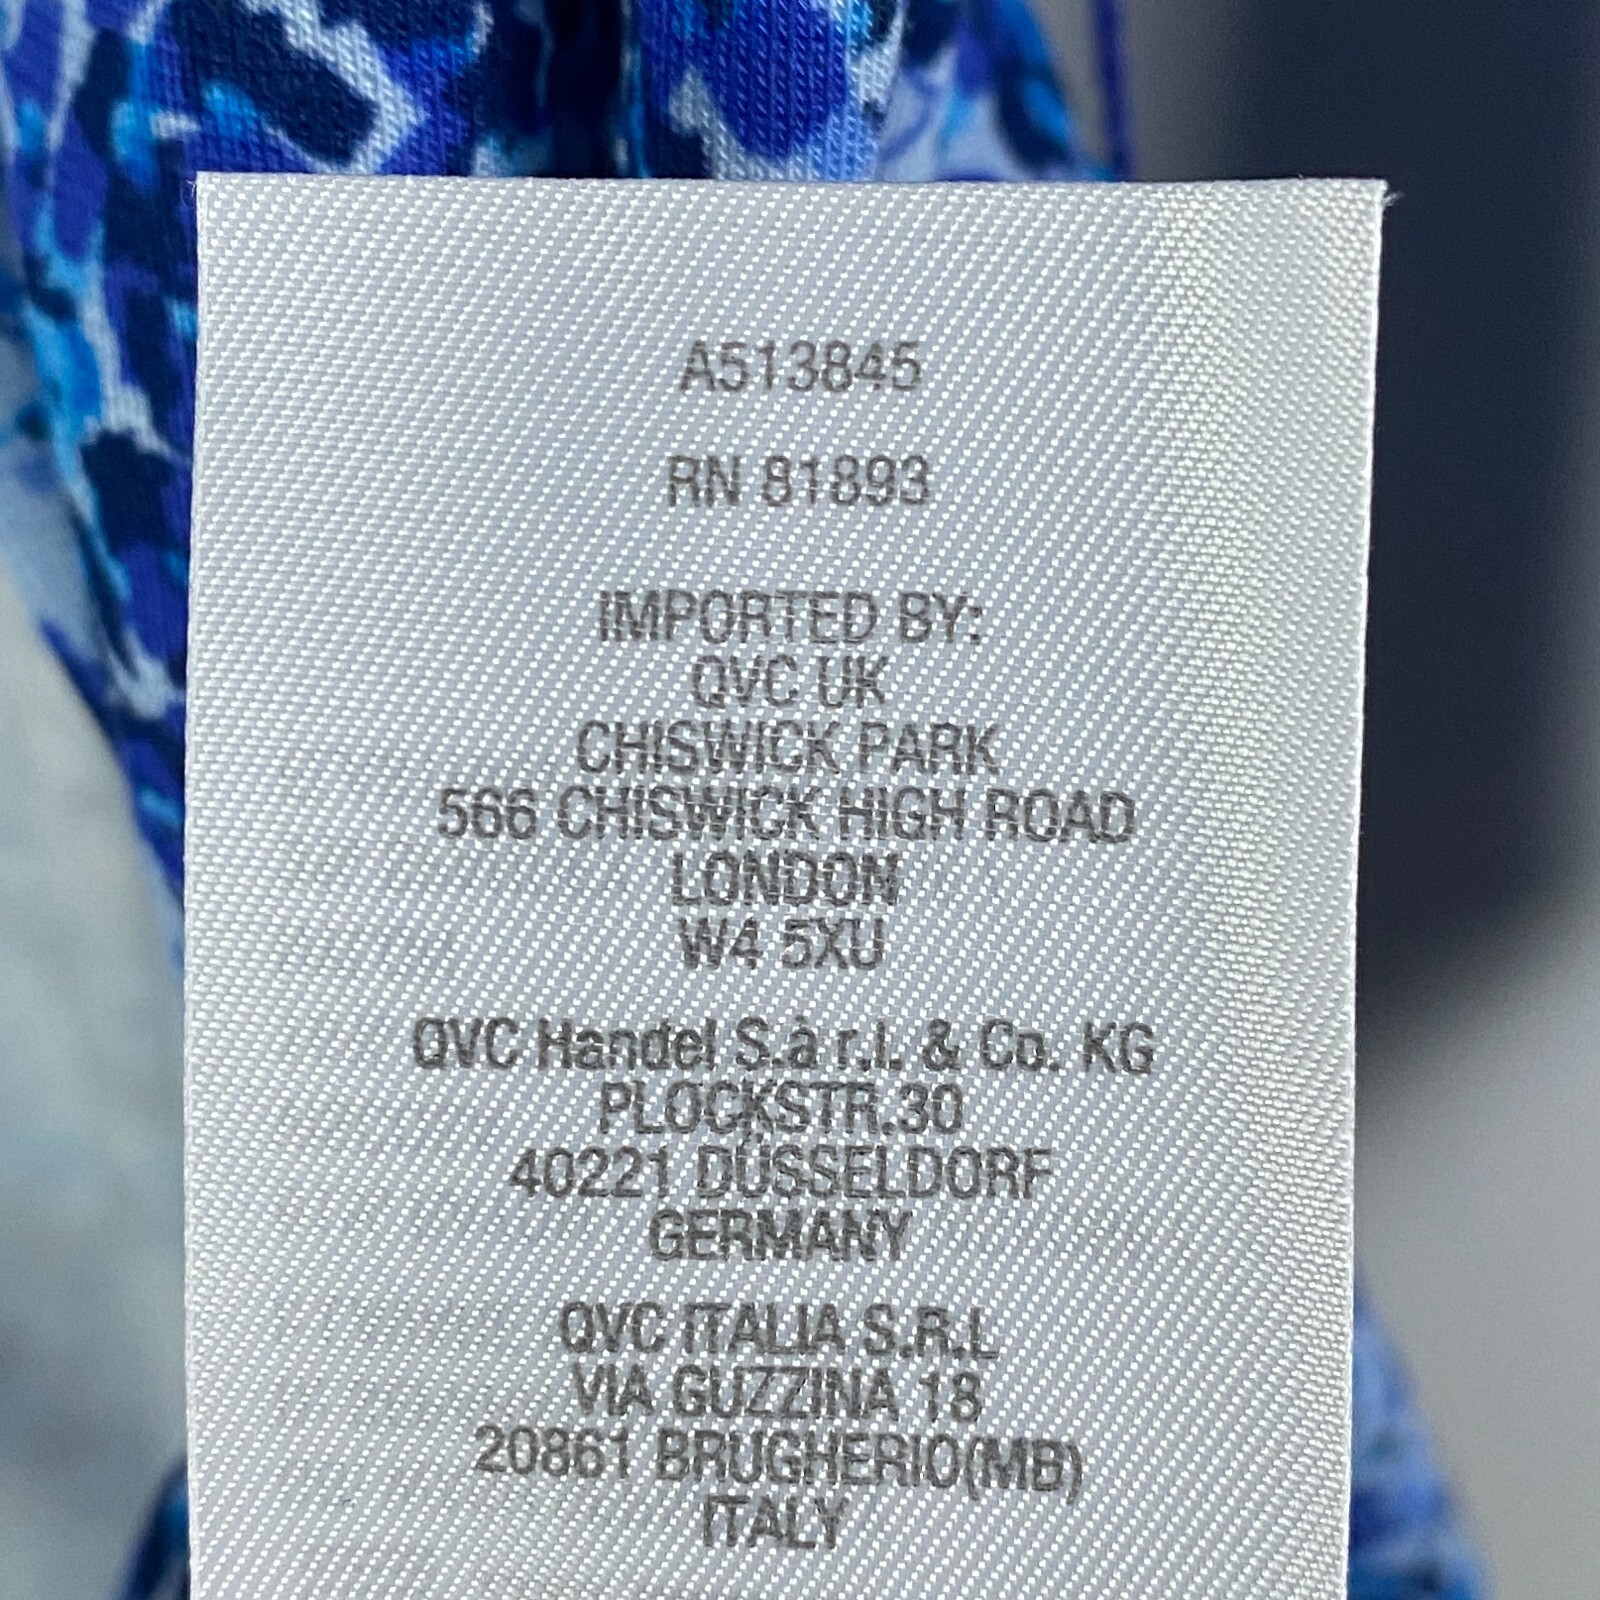 A513845
RN 81893
IMPORTED BY:
QVC UK
CHISWICK PARK
566 CHISWICK HIGH ROAD
LONDON
W4 5XU
QVC Handel S.à r.l. & Co. KG
PLOCKSTR.30
40221 DÜSSELDORF
GERMANY
QVC ITALIA S.R.L
VIA GUZZINA 18
20861 BRUGHERIO(MB)
ITALY